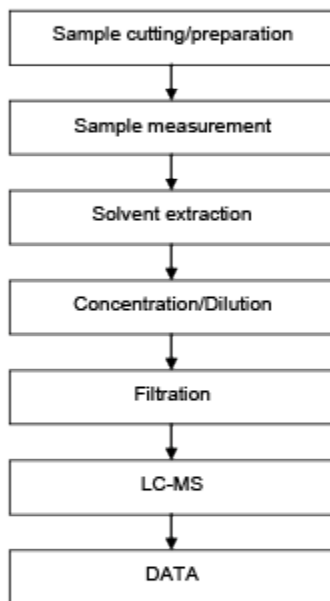 Sample cutting/preparation
Sample measurement
Solvent extraction
Concentration/Dilution
Filtration
LC-MS
DATA